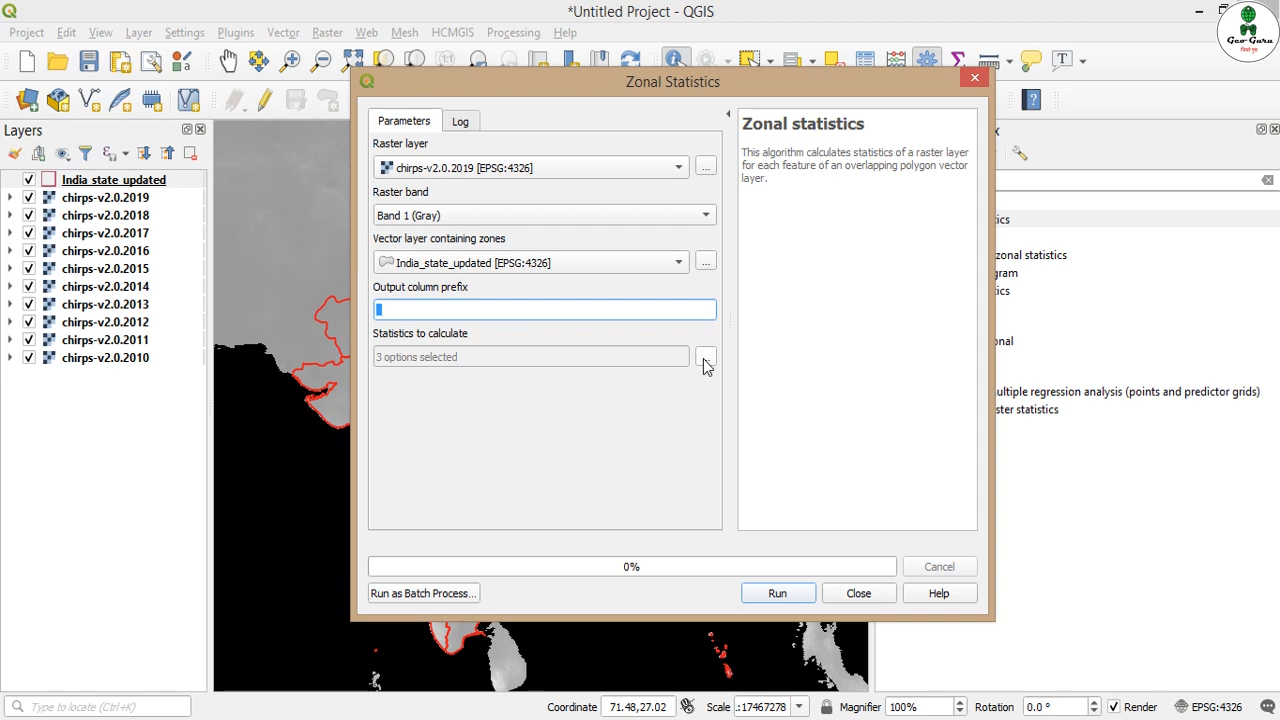 *Untitled Project - QGIS
Project Edit View Layer Settings Plugins Vector Raster Web Mesh HCMGIS Processing Help
Geo Guru
Zonal Statistics
Layers
India state updated
chirps-v2.0.2019
chirps-v2.0.2018
chirps-v2.0.2017
chirps-v2.0.2016
chirps-v2.0.2015
chirps-v2.0.2014
chirps-v2.0.2013
chirps-v2.0.2012
chirps-v2.0.2011
chirps-v2.0.2010
Parameters Log
Raster layer
chirps-v2.0.2019 [EPSG:4326]
...
Raster band
Band 1 (Gray)
Vector layer containing zones
India_state_updated [EPSG:4326]
...
Output column prefix
Statistics to calculate
3 options selected
Zonal statistics
This algorithm calculates statistics of a raster layer
for each feature of an overlapping polygon vector
layer.
x
tics
zonal statistics
gram
tics
onal
ultiple regression analysis (points and predictor grids)
ster statistics
0%
Cancel
Run as Batch Process...
Run
Close
Help
Type to locate (Ctrl+K)
Coordinate 71.48,27.02 Scale :17467278 Magnifier 100% Rotation 0.0 ° Render EPSG:4326